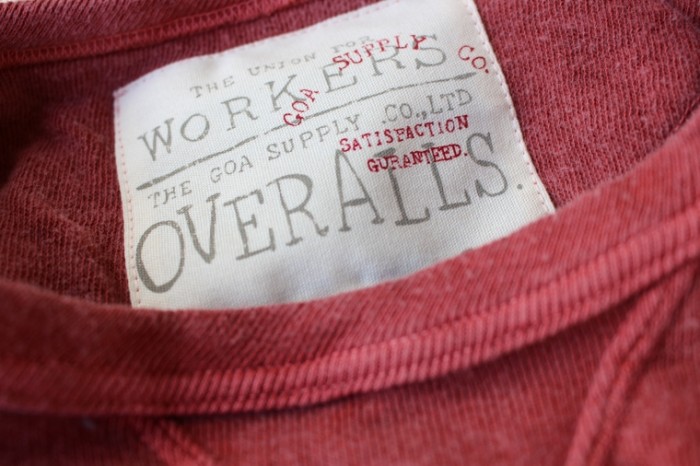 THE UNION FOR
WORKERS
THE GOA SUPPLY .CO.,LTD
OVERALLS.
GOA SUPPLY CO.
SATISFACTION
GURANTEED.